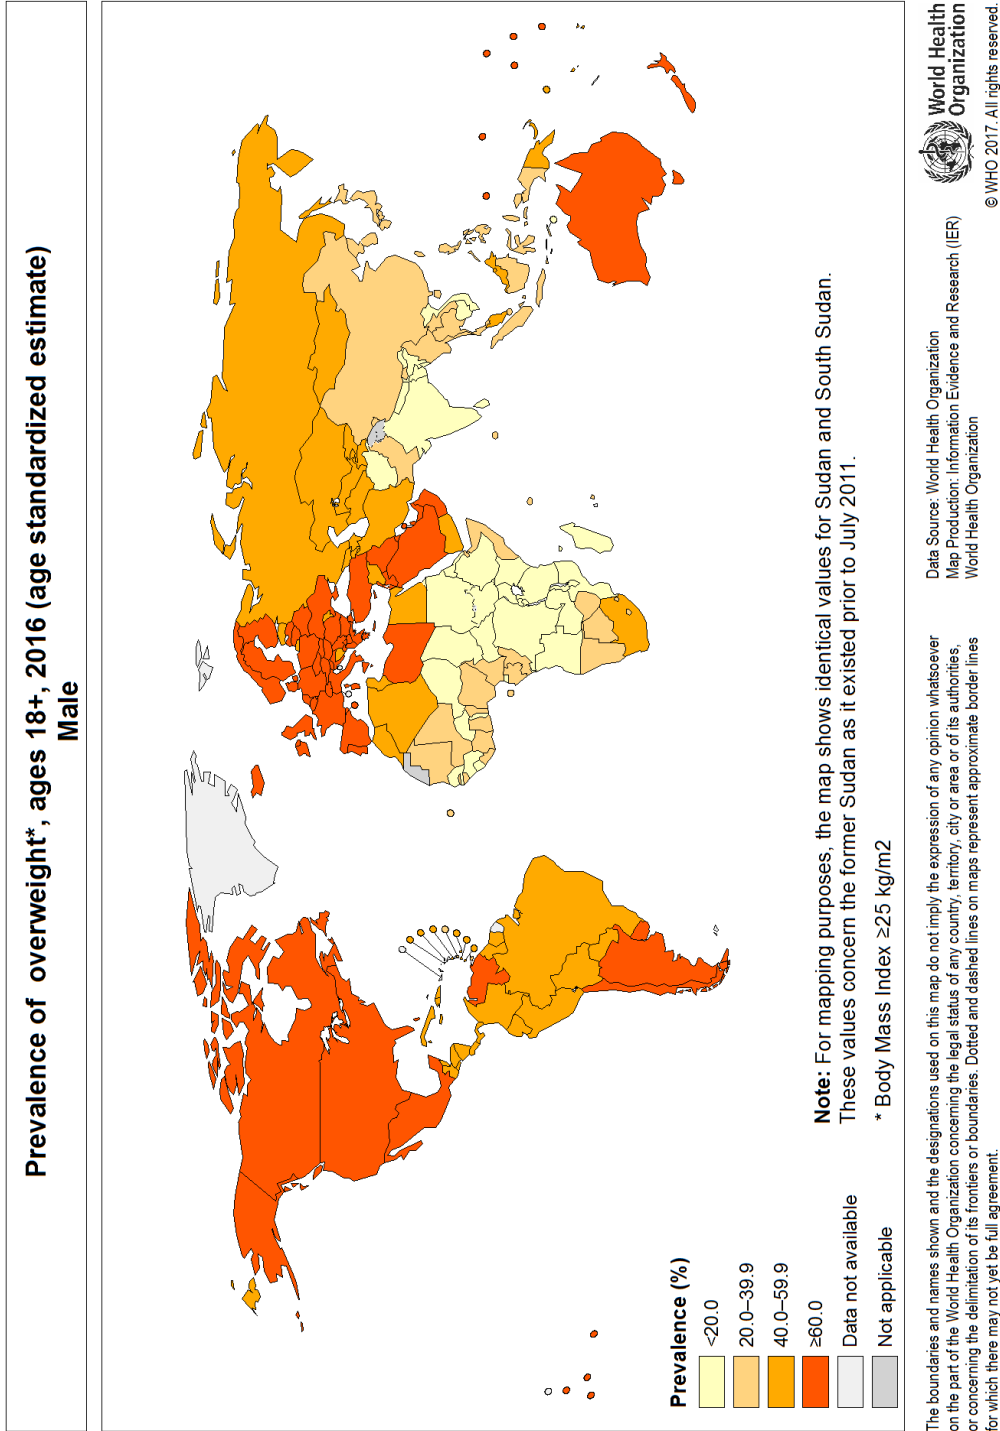 Prevalence of overweight*, ages 18+, 2016 (age standardized estimate)
Male
Note: For mapping purposes, the map shows identical values for Sudan and South Sudan.
These values concern the former Sudan as it existed prior to July 2011.
* Body Mass Index ≥25 kg/m2
Prevalence (%)
<20.0
20.0–39.9
40.0–59.9
≥60.0
Data not available
Not applicable
The boundaries and names shown and the designations used on this map do not imply the expression of any opinion whatsoever
on the part of the World Health Organization concerning the legal status of any country, territory, city or area or of its authorities,
or concerning the delimitation of its frontiers or boundaries. Dotted and dashed lines on maps represent approximate border lines
for which there may not yet be full agreement.
Data Source: World Health Organization
Map Production: Information Evidence and Research (IER)
World Health Organization
World Health
Organization
© WHO 2017. All rights reserved.